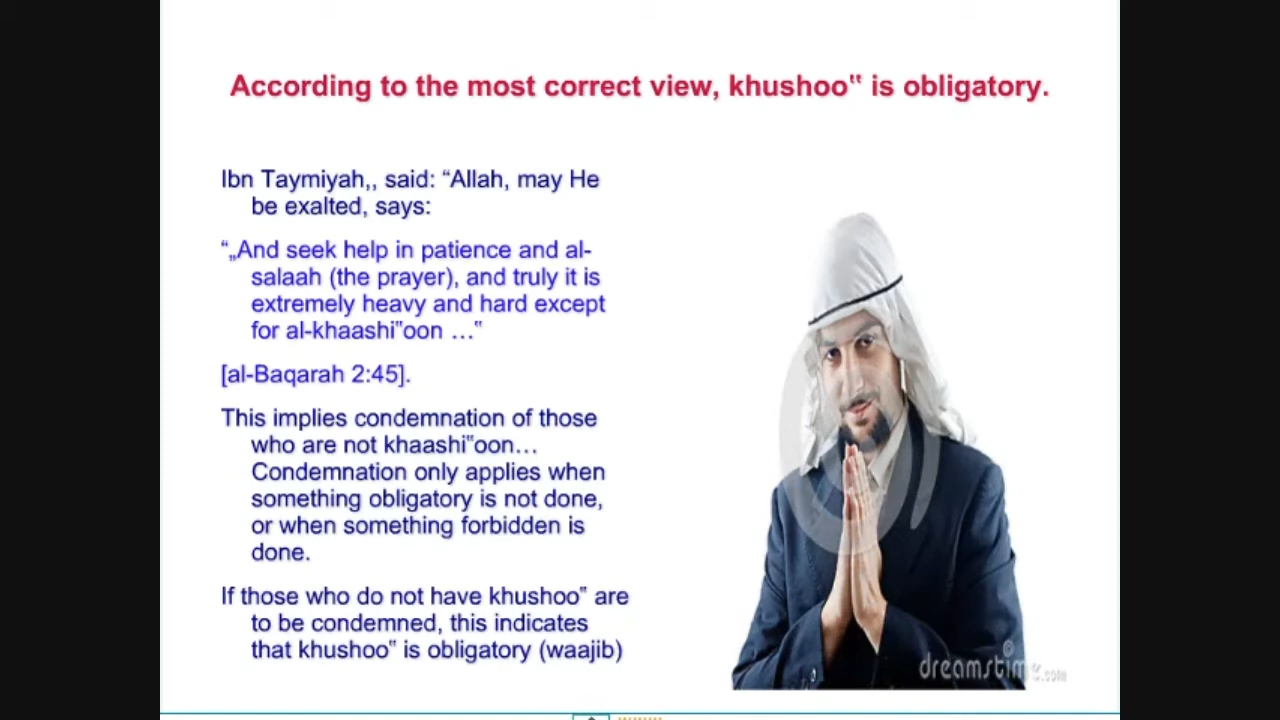 According to the most correct view, khushoo‟ is obligatory.
Ibn Taymiyah,, said: “Allah, may He
be exalted, says:
“„And seek help in patience and al-
salaah (the prayer), and truly it is
extremely heavy and hard except
for al-khaashi‟oon …‟
[al-Baqarah 2:45].
This implies condemnation of those
who are not khaashi‟oon…
Condemnation only applies when
something obligatory is not done,
or when something forbidden is
done.
If those who do not have khushoo‟ are
to be condemned, this indicates
that khushoo‟ is obligatory (waajib)
dreamstime.com